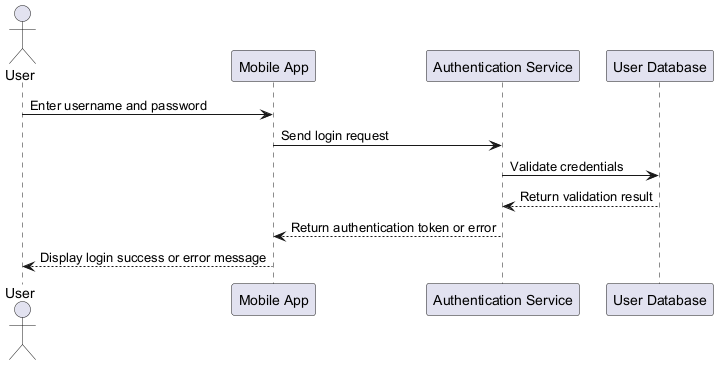 User
Mobile App
Authentication Service
User Database
Enter username and password
Send login request
Validate credentials
Return validation result
Return authentication token or error
Display login success or error message
User
Mobile App
Authentication Service
User Database